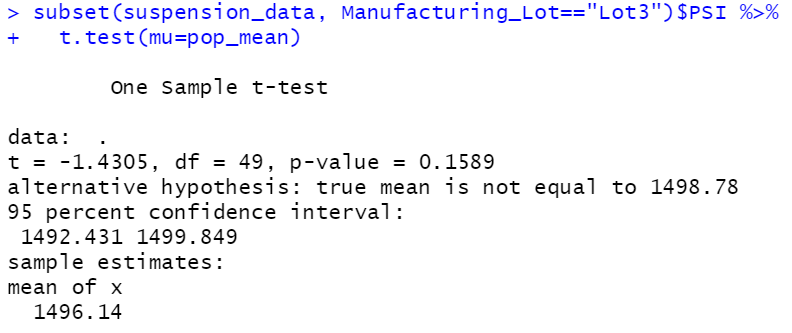 > subset(suspension_data, Manufacturing_Lot=="Lot3")$PSI %>%
+   t.test(mu=pop_mean)
One Sample t-test
data:  .
t = -1.4305, df = 49, p-value = 0.1589
alternative hypothesis: true mean is not equal to 1498.78
95 percent confidence interval:
 1492.431 1499.849
sample estimates:
mean of x
  1496.14